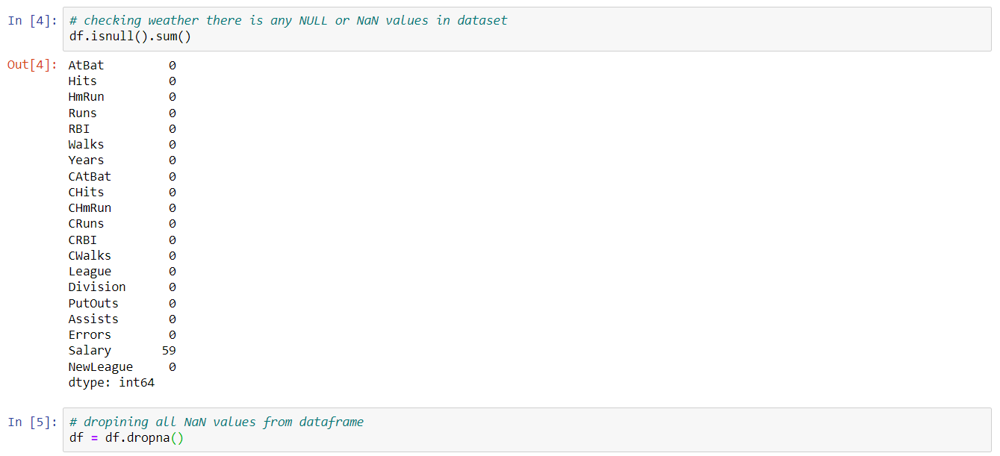 In [4]: # checking weather there is any NULL or NaN values in dataset
df.isnull().sum()
Out[4]: AtBat 0
Hits 0
HmRun 0
Runs 0
RBI 0
Walks 0
Years 0
CAtBat 0
CHits 0
CHmRun 0
CRuns 0
CRBI 0
CWalks 0
League 0
Division 0
PutOuts 0
Assists 0
Errors 0
Salary 59
NewLeague 0
dtype: int64
In [5]: # dropining all NaN values from dataframe
df = df.dropna()